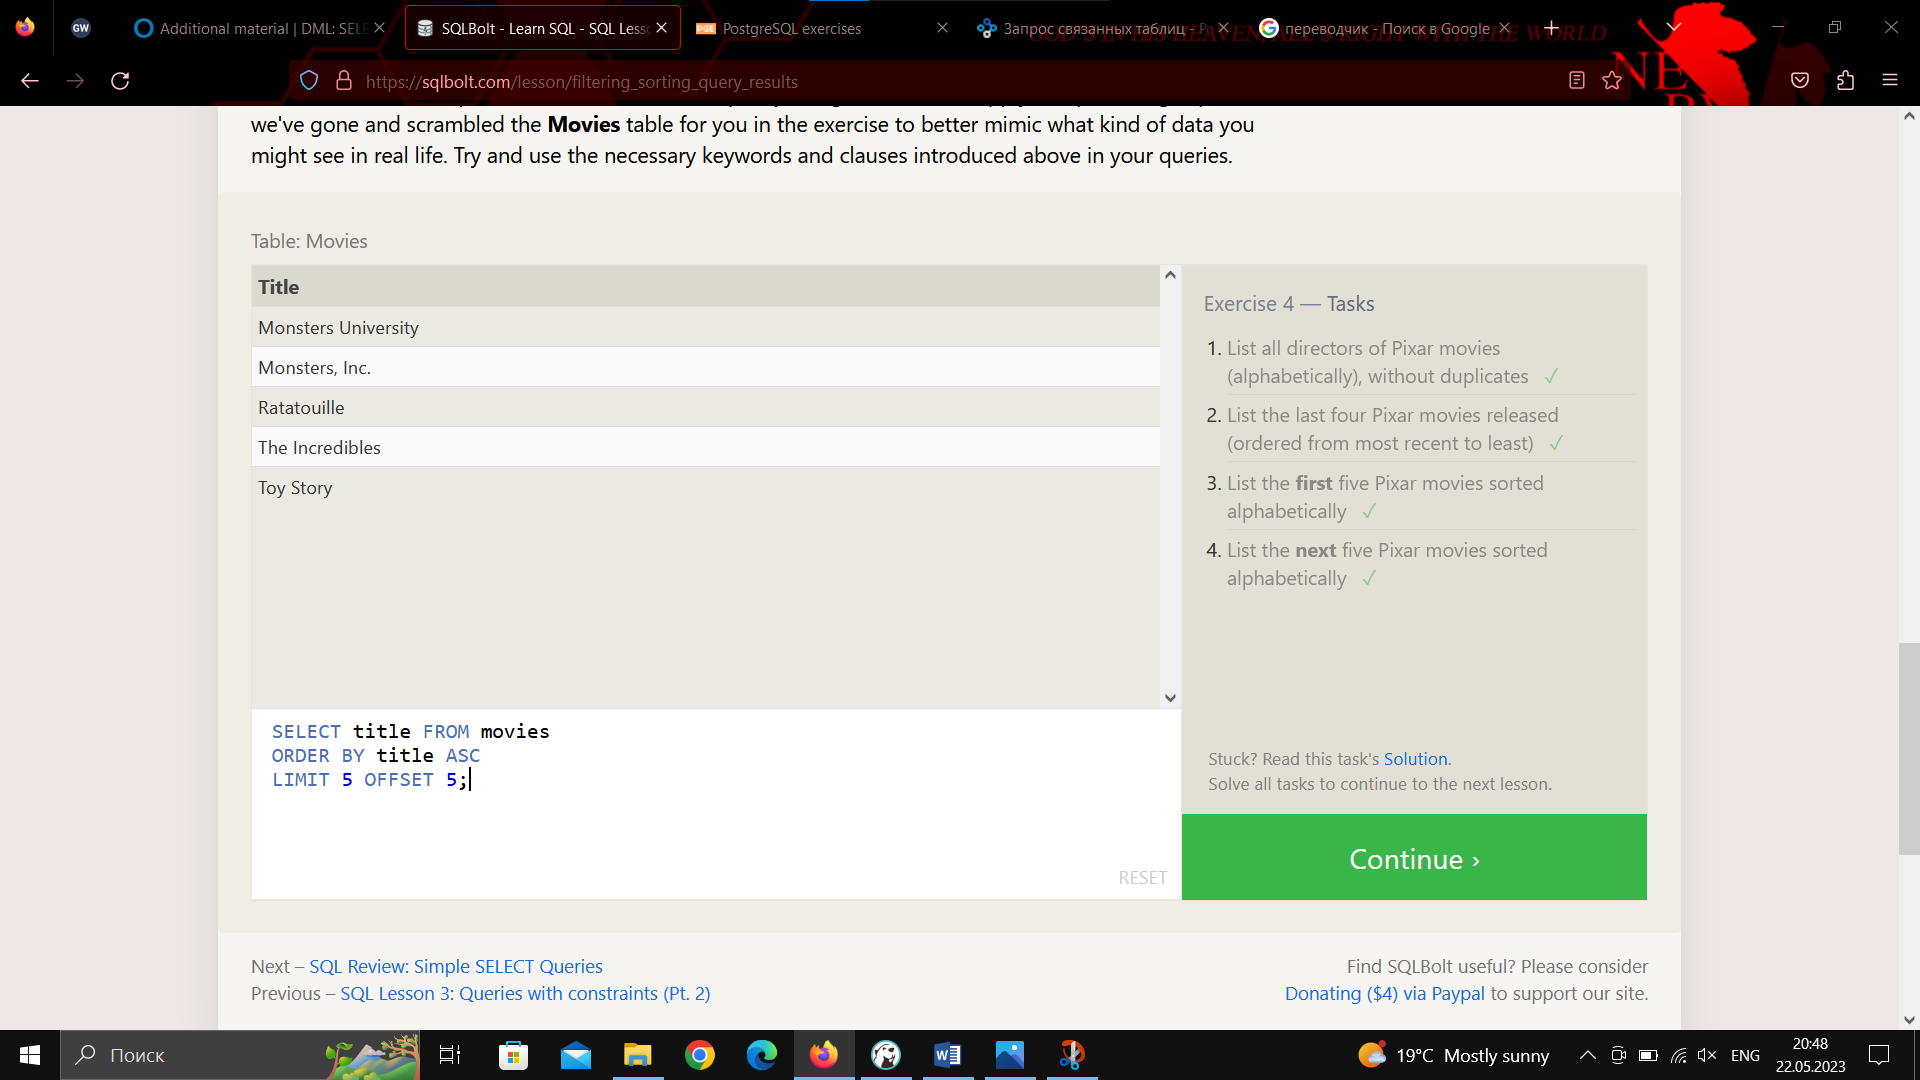 GW
Additional material | DML: SELE
SQLBolt - Learn SQL - SQL Lesso
PGE PostgreSQL exercises
Запрос связанных таблиц - Ру
переводчик - Поиск в Google
https://sqlbolt.com/lesson/filtering_sorting_query_results
we've gone and scrambled the Movies table for you in the exercise to better mimic what kind of data you
might see in real life. Try and use the necessary keywords and clauses introduced above in your queries.
Table: Movies
Title
Monsters University
Monsters, Inc.
Ratatouille
The Incredibles
Toy Story
SELECT title FROM movies
ORDER BY title ASC
LIMIT 5 OFFSET 5;
RESET
Exercise 4 — Tasks
1. List all directors of Pixar movies
(alphabetically), without duplicates ✓
2. List the last four Pixar movies released
(ordered from most recent to least) ✓
3. List the first five Pixar movies sorted
alphabetically ✓
4. List the next five Pixar movies sorted
alphabetically ✓
Stuck? Read this task's Solution.
Solve all tasks to continue to the next lesson.
Continue ›
Next – SQL Review: Simple SELECT Queries
Previous – SQL Lesson 3: Queries with constraints (Pt. 2)
Find SQLBolt useful? Please consider
Donating ($4) via Paypal to support our site.
Поиск
19°C Mostly sunny
ENG
20:48
22.05.2023